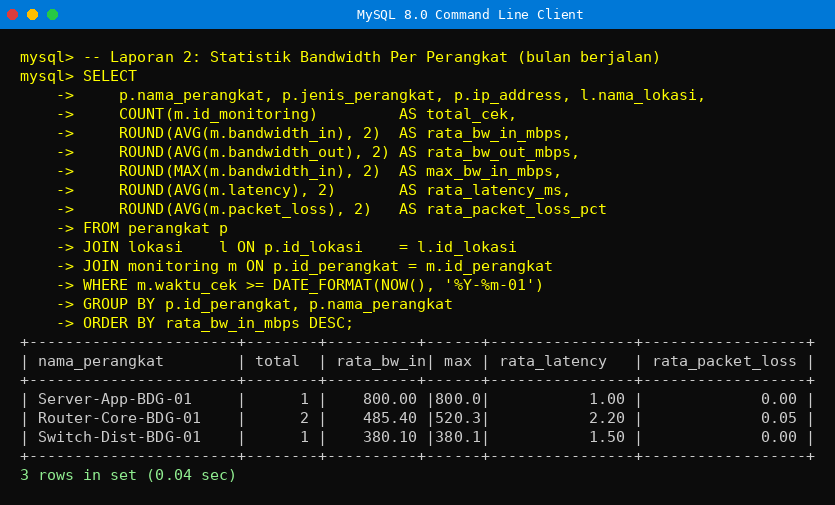 MySQL 8.0 Command Line Client
mysql> -- Laporan 2: Statistik Bandwidth Per Perangkat (bulan berjalan)
mysql> SELECT
    ->     p.nama_perangkat, p.jenis_perangkat, p.ip_address, l.nama_lokasi,
    ->     COUNT(m.id_monitoring)         AS total_cek,
    ->     ROUND(AVG(m.bandwidth_in), 2)  AS rata_bw_in_mbps,
    ->     ROUND(AVG(m.bandwidth_out), 2) AS rata_bw_out_mbps,
    ->     ROUND(MAX(m.bandwidth_in), 2)  AS max_bw_in_mbps,
    ->     ROUND(AVG(m.latency), 2)       AS rata_latency_ms,
    ->     ROUND(AVG(m.packet_loss), 2)   AS rata_packet_loss_pct
    -> FROM perangkat p
    -> JOIN lokasi    l ON p.id_lokasi    = l.id_lokasi
    -> JOIN monitoring m ON p.id_perangkat = m.id_perangkat
    -> WHERE m.waktu_cek >= DATE_FORMAT(NOW(), '%Y-%m-01')
    -> GROUP BY p.id_perangkat, p.nama_perangkat
    -> ORDER BY rata_bw_in_mbps DESC;
+-----------------------+--------+----------+------+----------------+------------------+
| nama_perangkat        | total  | rata_bw_in| max | rata_latency   | rata_packet_loss |
+-----------------------+--------+----------+------+----------------+------------------+
| Server-App-BDG-01     |      1 |    800.00 |800.0|           1.00 |             0.00 |
| Router-Core-BDG-01    |      2 |    485.40 |520.3|           2.20 |             0.05 |
| Switch-Dist-BDG-01    |      1 |    380.10 |380.1|           1.50 |             0.00 |
+-----------------------+--------+----------+------+----------------+------------------+
3 rows in set (0.04 sec)